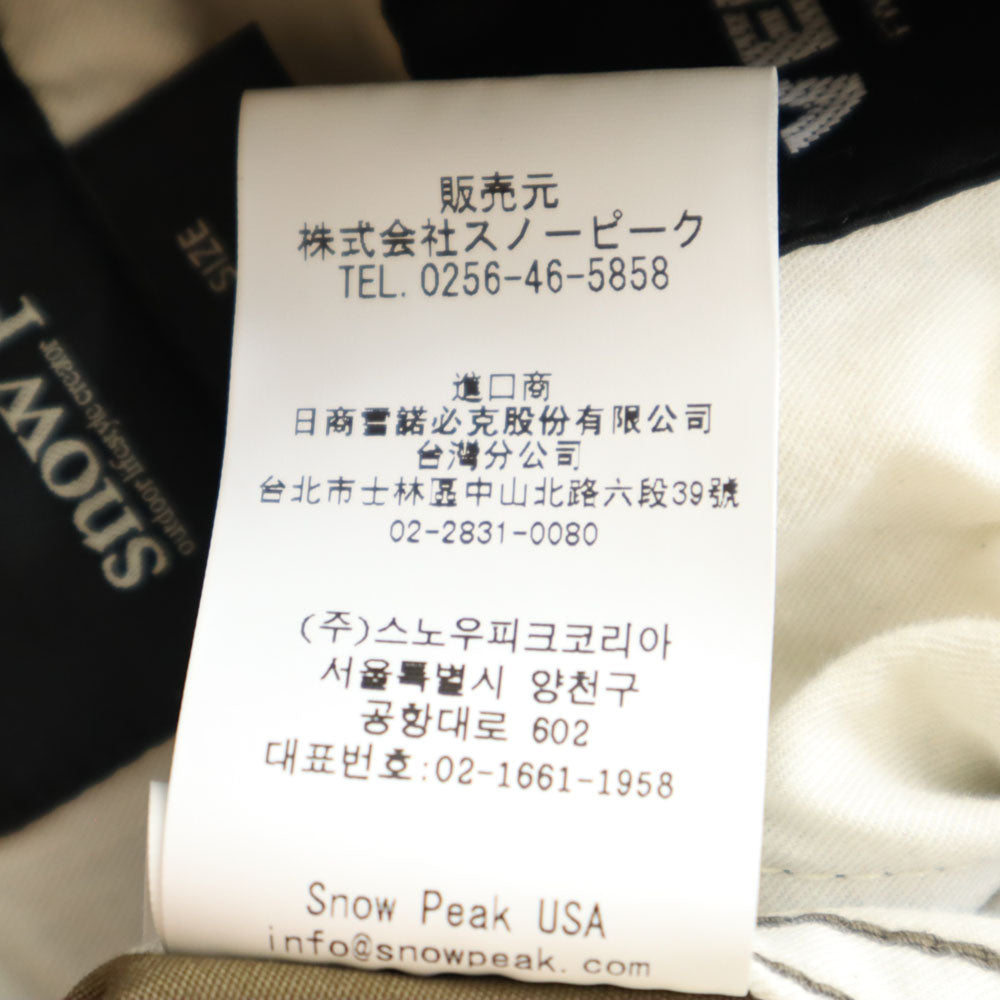 販売元
株式会社スノーピーク
TEL. 0256-46-5858
進口商
日商雪諾必克股份有限公司
台灣分公司
台北市士林區中山北路六段39號
02-2831-0080
(주)스노우피크코리아
서울특별시 양천구
공항대로 602
대표번호:02-1661-1958
Snow Peak USA
info@snowpeak.com
SIZE
snow
outdoor lifestyle creator